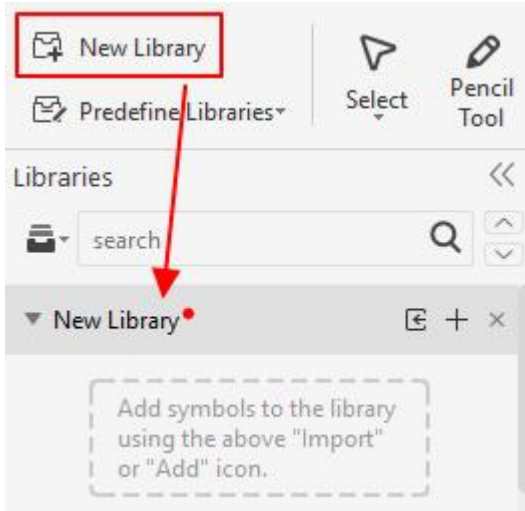 New Library
Predefine Libraries
Select
Pencil
Tool
Libraries
search
New Library
Add symbols to the library
using the above "Import"
or "Add" icon.